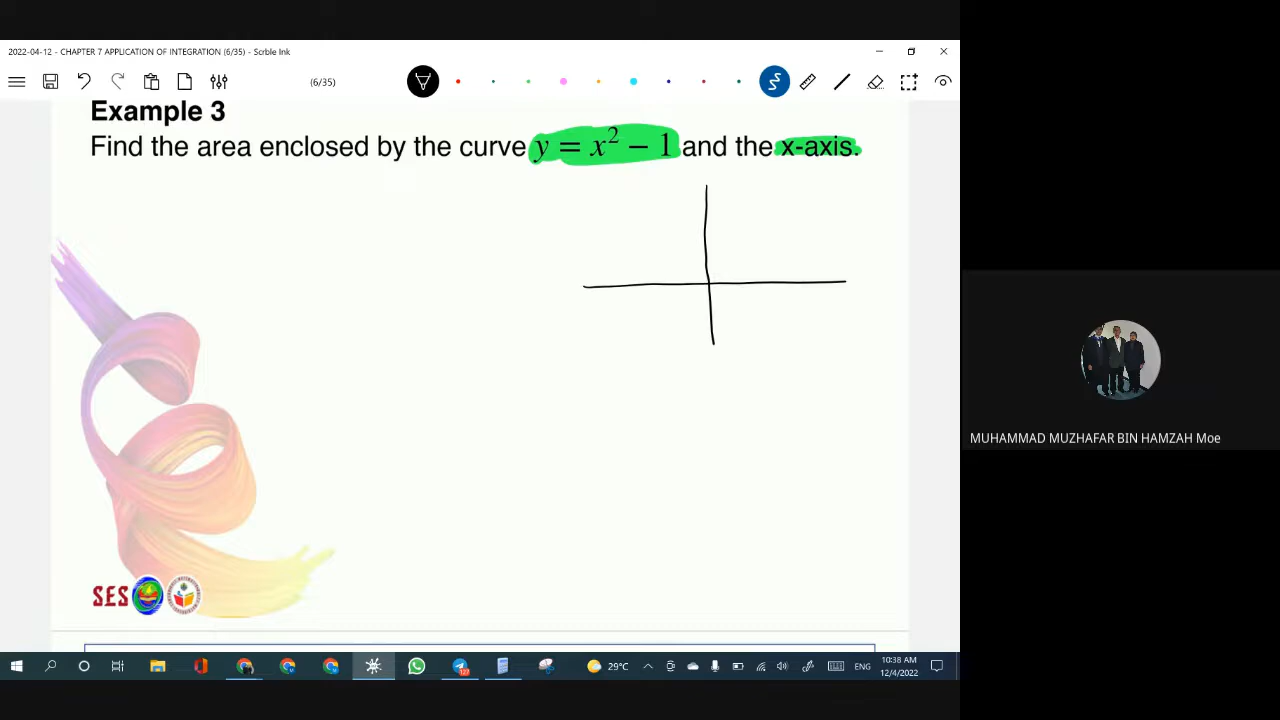 2022-04-12 - CHAPTER 7 APPLICATION OF INTEGRATION (6/35) - Scrble Ink
(6/35)
Example 3
Find the area enclosed by the curve y = x² − 1 and the x-axis.
MUHAMMAD MUZHAFAR BIN HAMZAH Moe
SES
29°C
ENG
10:38 AM
12/4/2022